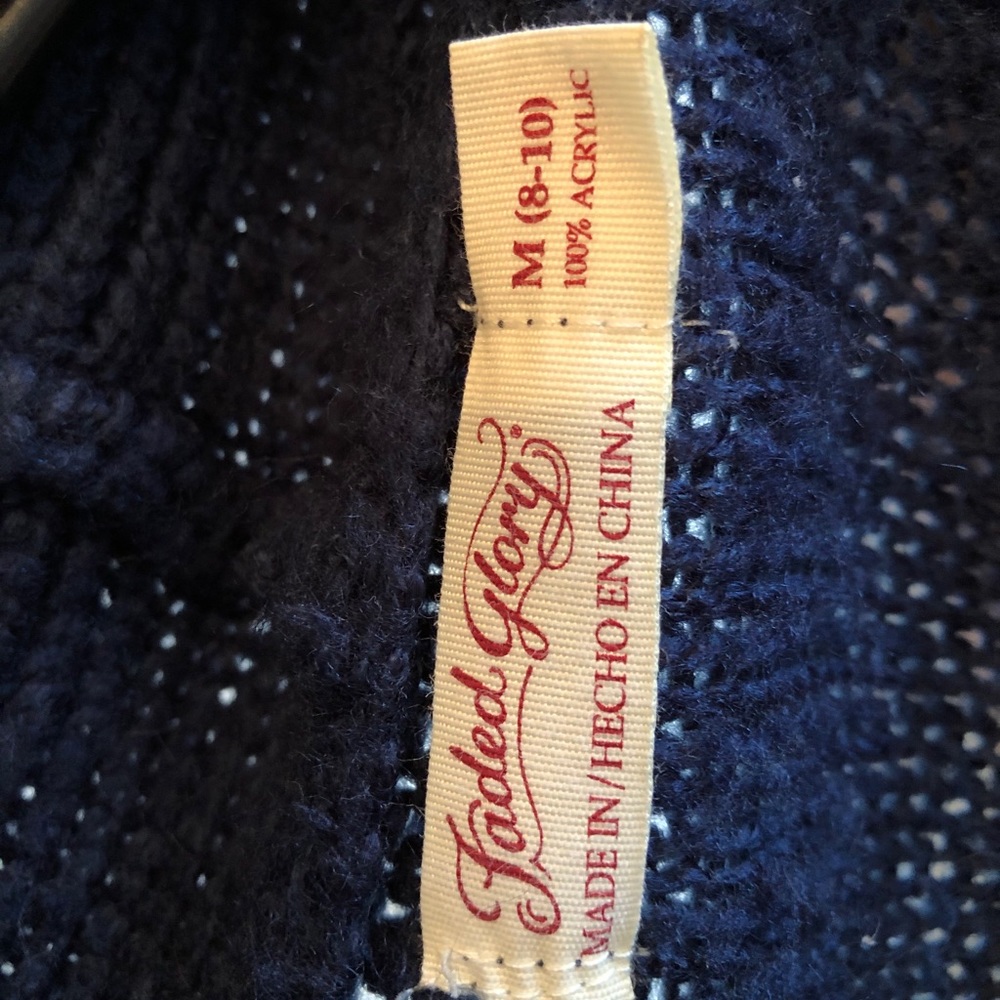 Faded Glory®
MADE IN/HECHO EN CHINA
M (8-10)
100% ACRYLIC